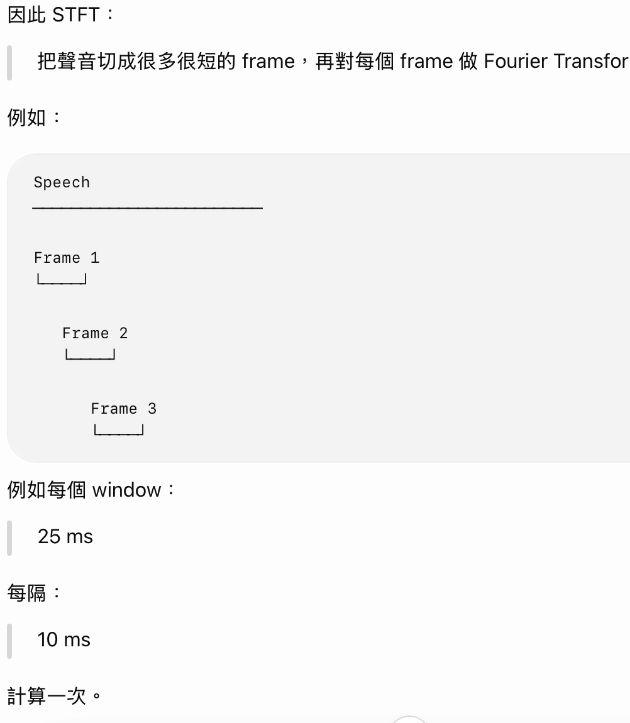 因此 STFT：
把聲音切成很多很短的 frame，再對每個 frame 做 Fourier Transfor
例如：
Speech
Frame 1
Frame 2
Frame 3
例如每個 window：
25 ms
每隔：
10 ms
計算一次。